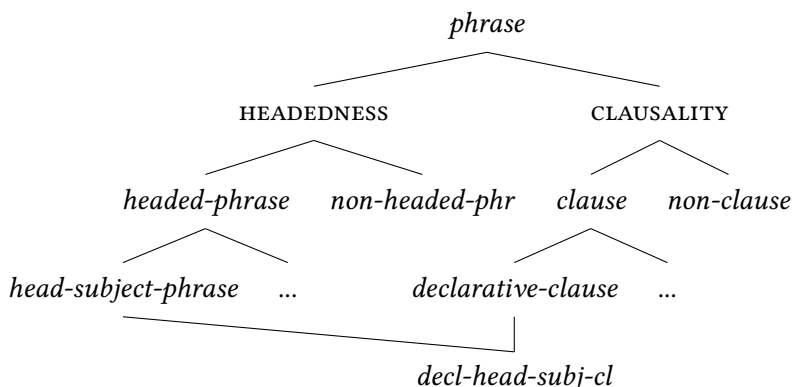 phrase
HEADEDNESS CLAUSALITY
headed-phrase non-headed-phr clause non-clause
head-subject-phrase ... declarative-clause ...
decl-head-subj-cl